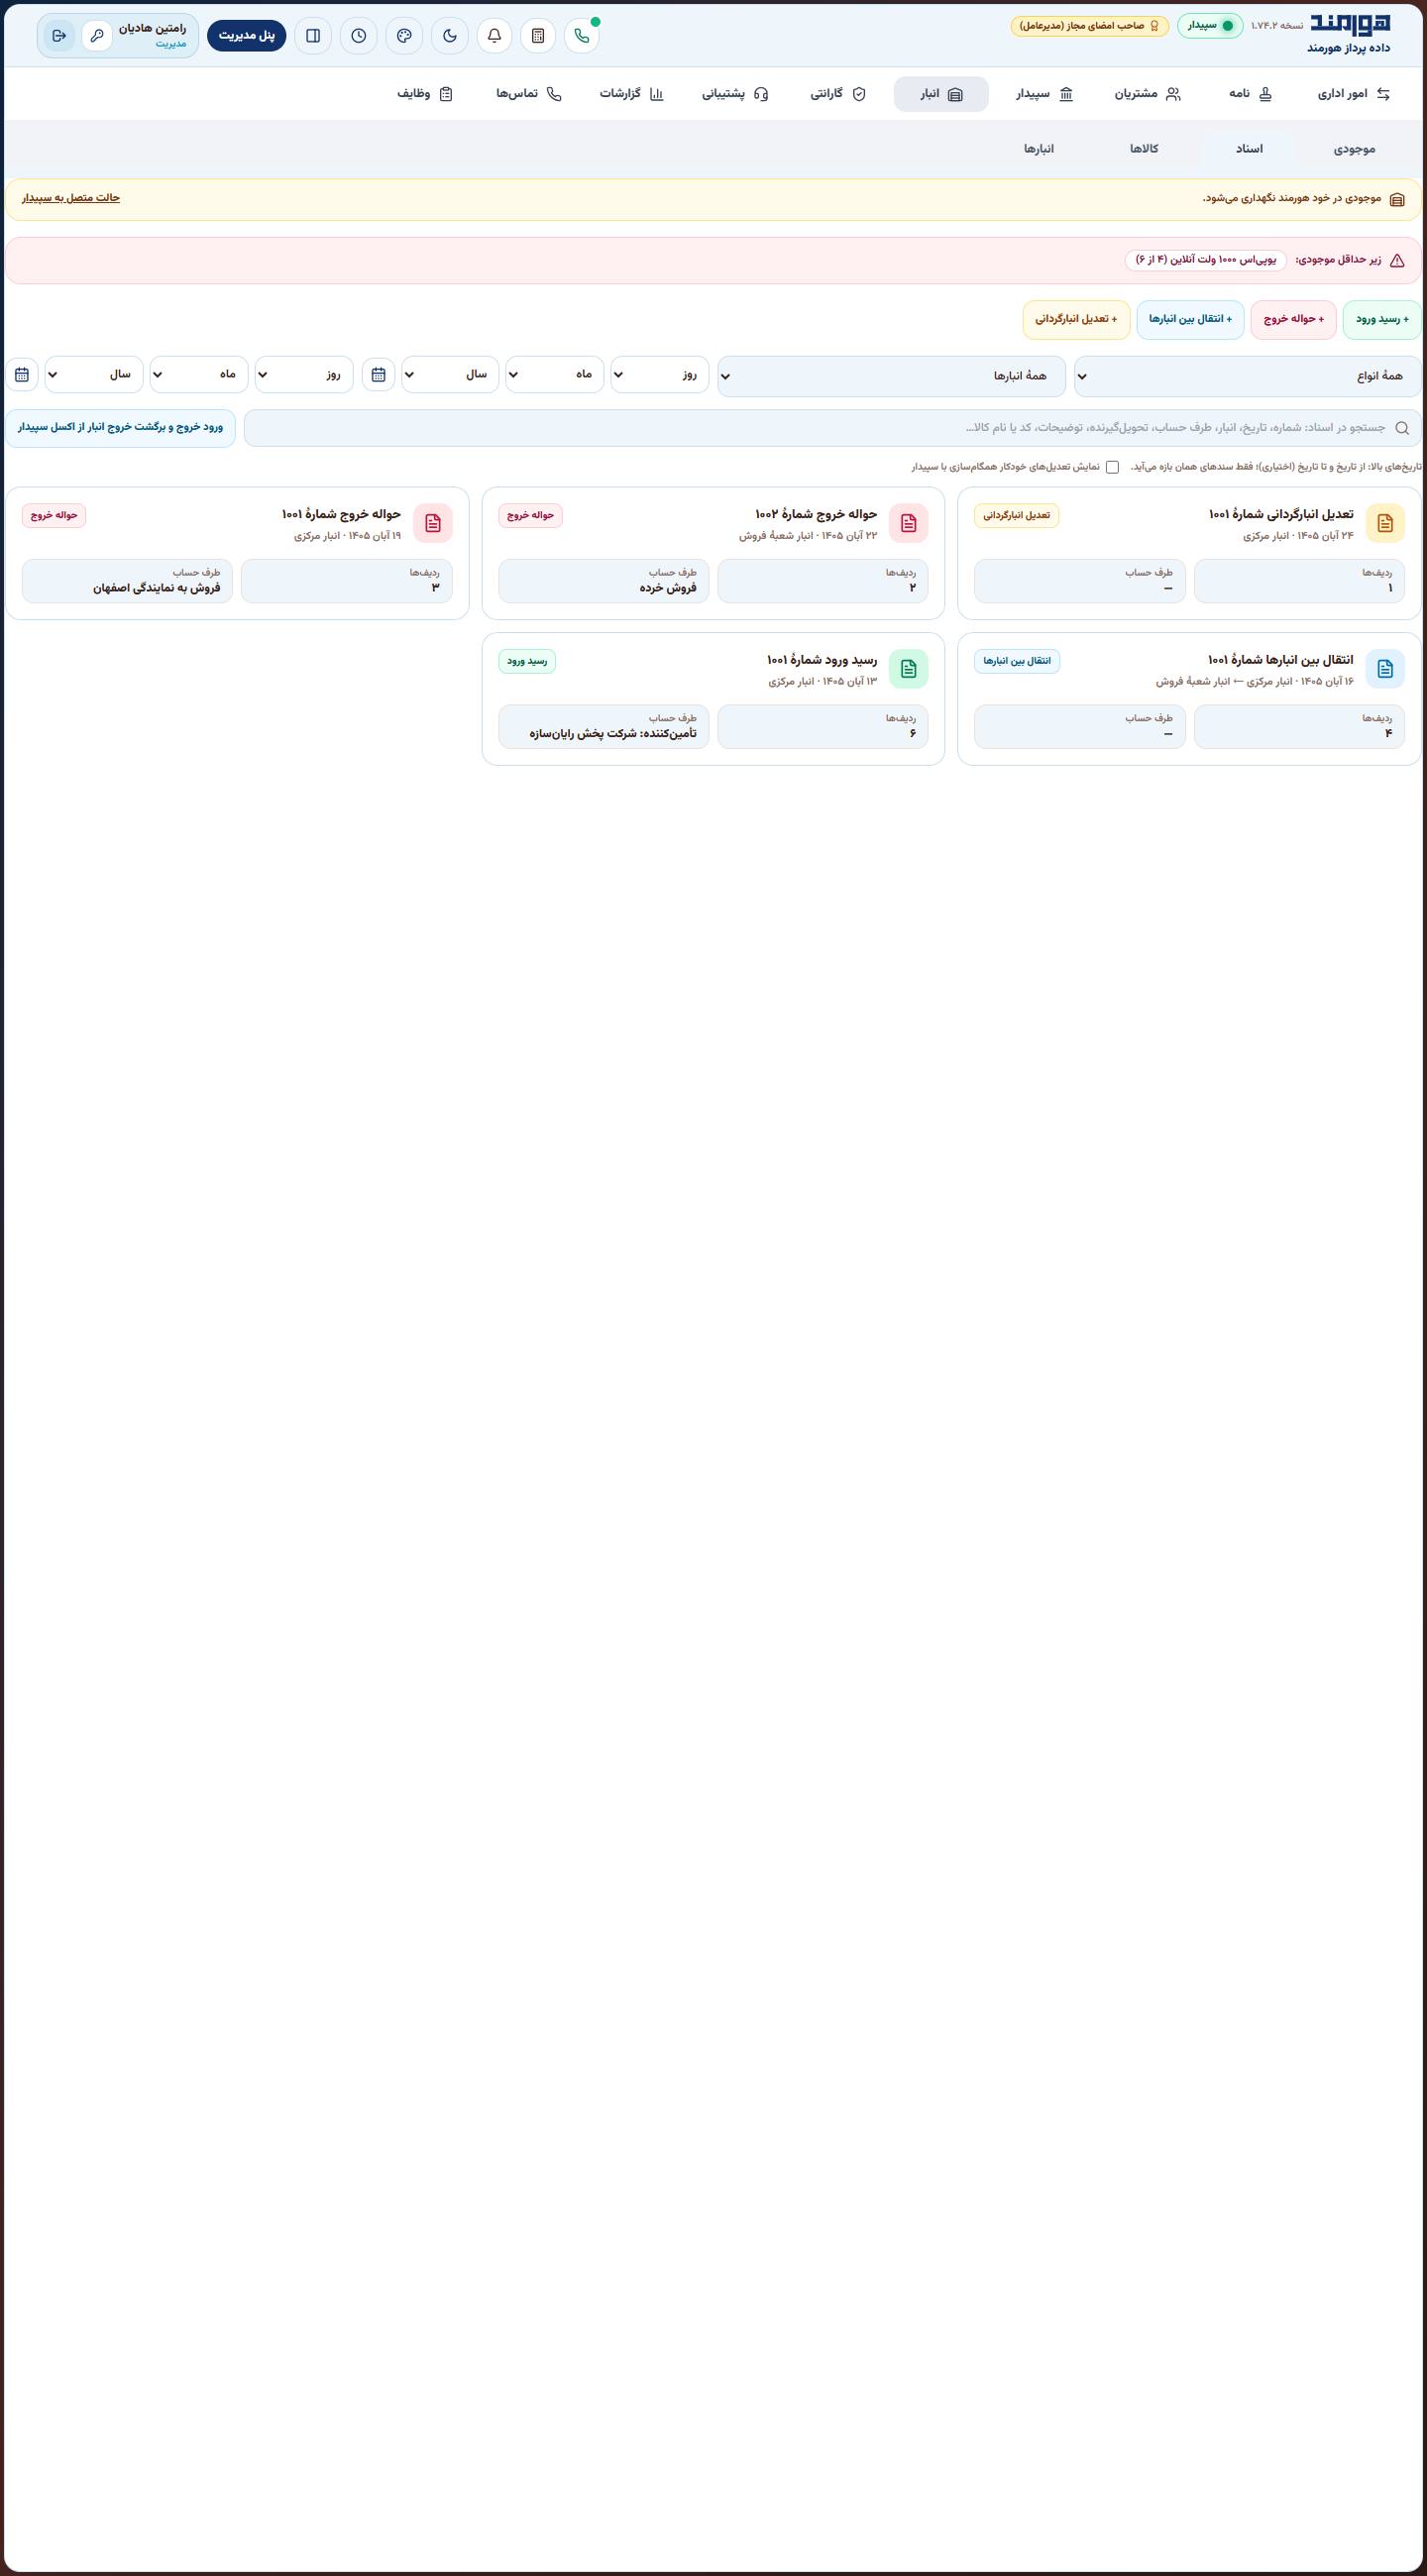 هورمند
نسخه ۱.۷۴.۲
سپیدار
صاحب امضای مجاز (مدیرعامل)
داده پرداز هورمند
پنل مدیریت
رامتین هادیان
مدیریت
امور اداری
نامه
مشتریان
سپیدار
انبار
گارانتی
پشتیبانی
گزارشات
تماس‌ها
وظایف
موجودی
اسناد
کالاها
انبارها
موجودی در خود هورمند نگهداری می‌شود.
حالت متصل به سپیدار
زیر حداقل موجودی:
یوپی‌اس ۱۰۰۰ ولت آنلاین (۴ از ۶)
+ رسید ورود
+ حواله خروج
+ انتقال بین انبارها
+ تعدیل انبارگردانی
همهٔ انواع
همهٔ انبارها
روز
ماه
سال
روز
ماه
سال
جستجو در اسناد: شماره، تاریخ، انبار، طرف حساب، تحویل‌گیرنده، توضیحات، کد یا نام کالا...
ورود خروج و برگشت خروج انبار از اکسل سپیدار
تاریخ‌های بالا: از تاریخ و تا تاریخ (اختیاری)؛ فقط سندهای همان بازه می‌آید.
نمایش تعدیل‌های خودکار همگام‌سازی با سپیدار
تعدیل انبارگردانی شمارهٔ ۱۰۰۱
تعدیل انبارگردانی
۲۴ آبان ۱۴۰۵ · انبار مرکزی
ردیف‌ها
۱
طرف حساب
—
حواله خروج شمارهٔ ۱۰۰۲
حواله خروج
۲۲ آبان ۱۴۰۵ · انبار شعبهٔ فروش
ردیف‌ها
۲
طرف حساب
فروش خرده
حواله خروج شمارهٔ ۱۰۰۱
حواله خروج
۱۹ آبان ۱۴۰۵ · انبار مرکزی
ردیف‌ها
۳
طرف حساب
فروش به نمایندگی اصفهان
انتقال بین انبارها شمارهٔ ۱۰۰۱
انتقال بین انبارها
۱۶ آبان ۱۴۰۵ · انبار مرکزی ← انبار شعبهٔ فروش
ردیف‌ها
۴
طرف حساب
—
رسید ورود شمارهٔ ۱۰۰۱
رسید ورود
۱۳ آبان ۱۴۰۵ · انبار مرکزی
ردیف‌ها
۶
طرف حساب
تأمین‌کننده: شرکت پخش رایان‌سازه